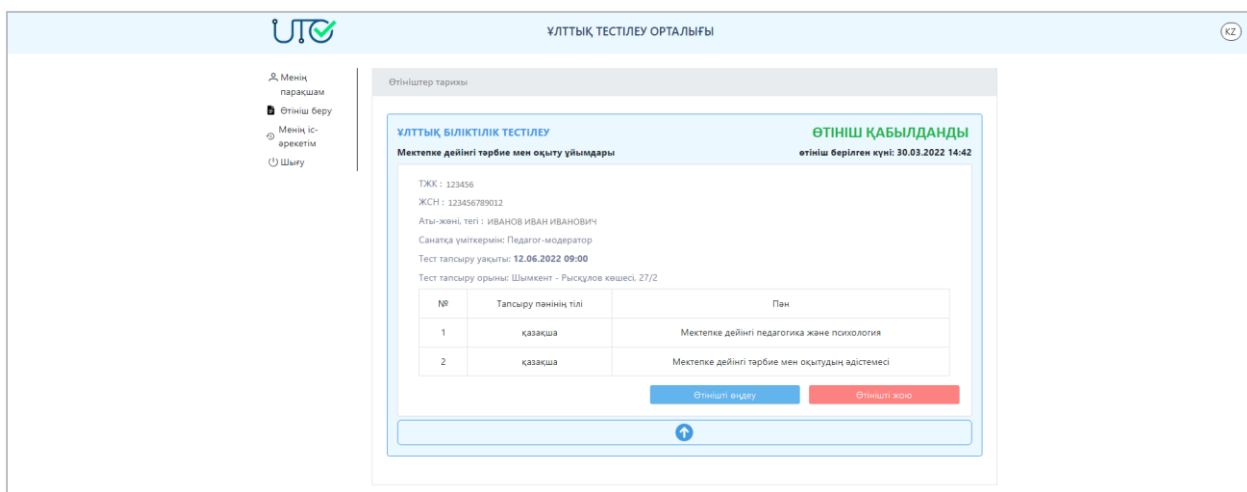 UTO
ҰЛТТЫҚ ТЕСТІЛЕУ ОРТАЛЫҒЫ
KZ
Менің
парақшам
Өтініш беру
Менің іс-
әрекетім
Шығу
Өтініштер тарихы
ҰЛТТЫҚ БІЛІКТІЛІК ТЕСТІЛЕУ
ӨТІНІШ ҚАБЫЛДАНДЫ
Мектепке дейінгі тәрбие мен оқыту ұйымдары
өтініш берілген күні: 30.03.2022 14:42
ТЖК : 123456
ЖСН : 123456789012
Аты-жөні, тегі : ИВАНОВ ИВАН ИВАНОВИЧ
Санатқа үміткермін: Педагог-модератор
Тест тапсыру уақыты: 12.06.2022 09:00
Тест тапсыру орыны: Шымкент - Рысқұлов көшесі, 27/2
№ Тапсыру пәнінің тілі Пән
1 қазақша Мектепке дейінгі педагогика және психология
2 қазақша Мектепке дейінгі тәрбие мен оқытудың әдістемесі
Өтінішті өңдеу
Өтінішті жою